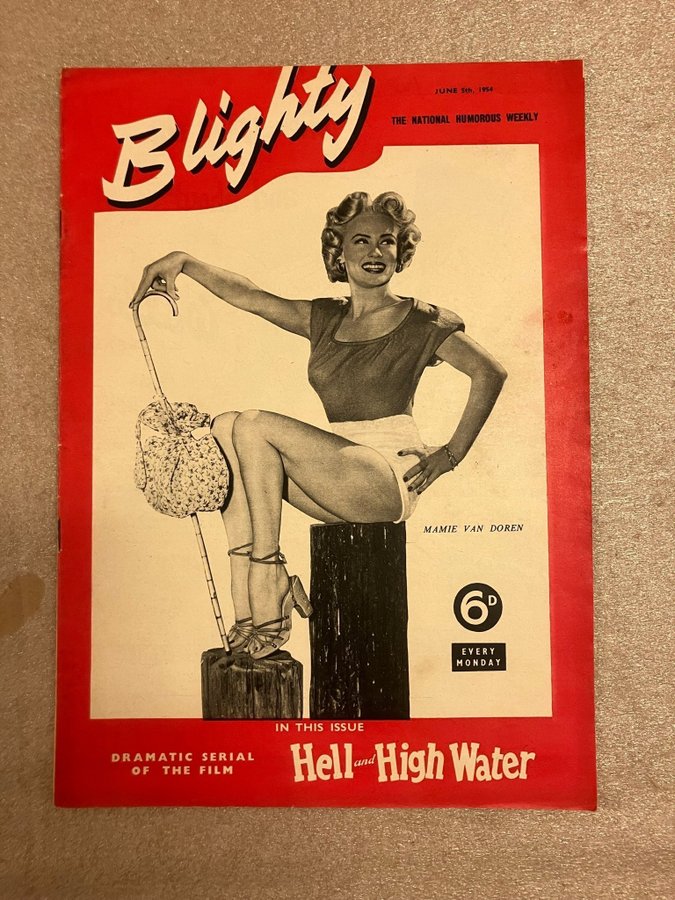 Blighty
JUNE 5th, 1954
THE NATIONAL HUMOROUS WEEKLY
MAMIE VAN DOREN
6D
EVERY
MONDAY
IN THIS ISSUE
DRAMATIC SERIAL
OF THE FILM
Hell and High Water